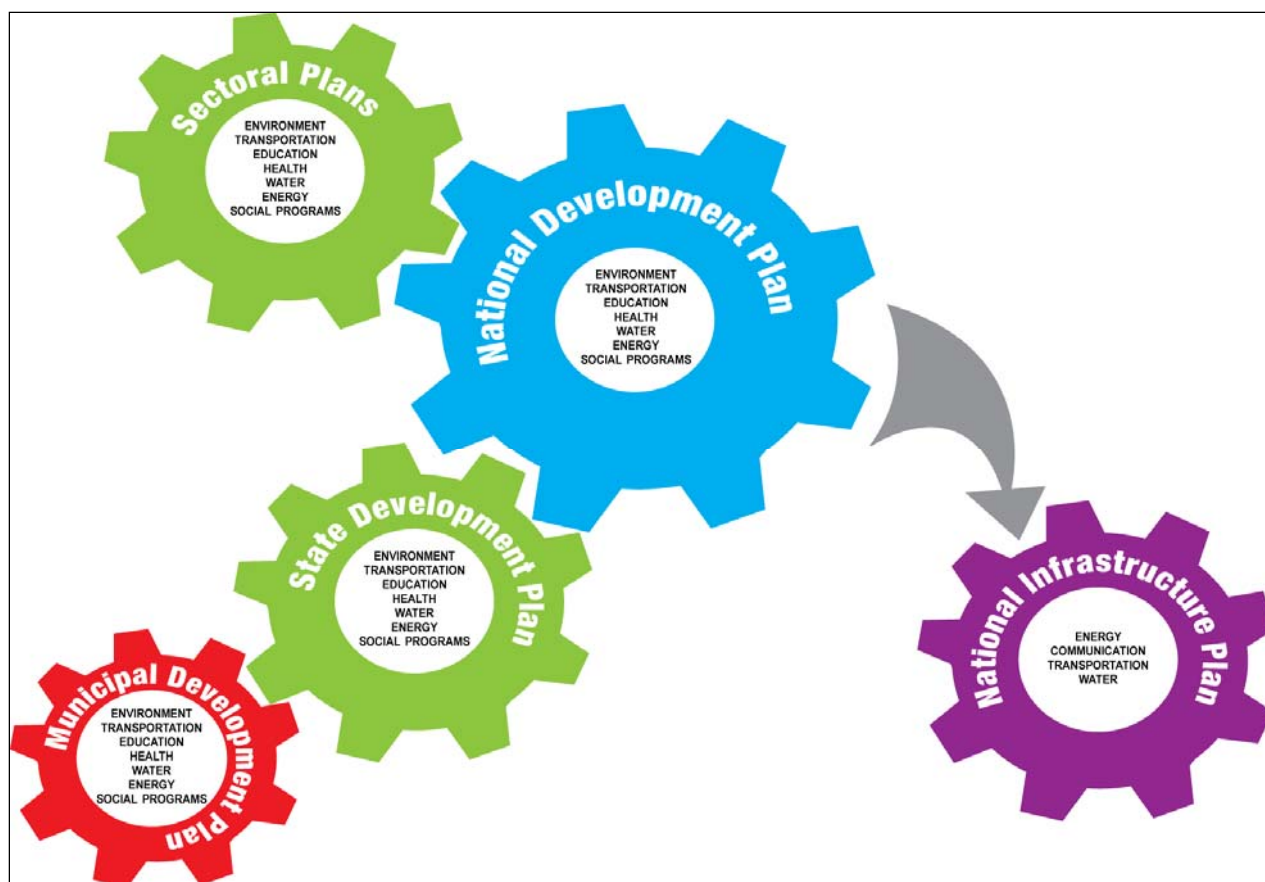 Sectoral Plans
ENVIRONMENT
TRANSPORTATION
EDUCATION
HEALTH
WATER
ENERGY
SOCIAL PROGRAMS
National Development Plan
ENVIRONMENT
TRANSPORTATION
EDUCATION
HEALTH
WATER
ENERGY
SOCIAL PROGRAMS
State Development Plan
ENVIRONMENT
TRANSPORTATION
EDUCATION
HEALTH
WATER
ENERGY
SOCIAL PROGRAMS
Municipal Development Plan
ENVIRONMENT
TRANSPORTATION
EDUCATION
HEALTH
WATER
ENERGY
SOCIAL PROGRAMS
National Infrastructure Plan
ENERGY
COMMUNICATION
TRANSPORTATION
WATER